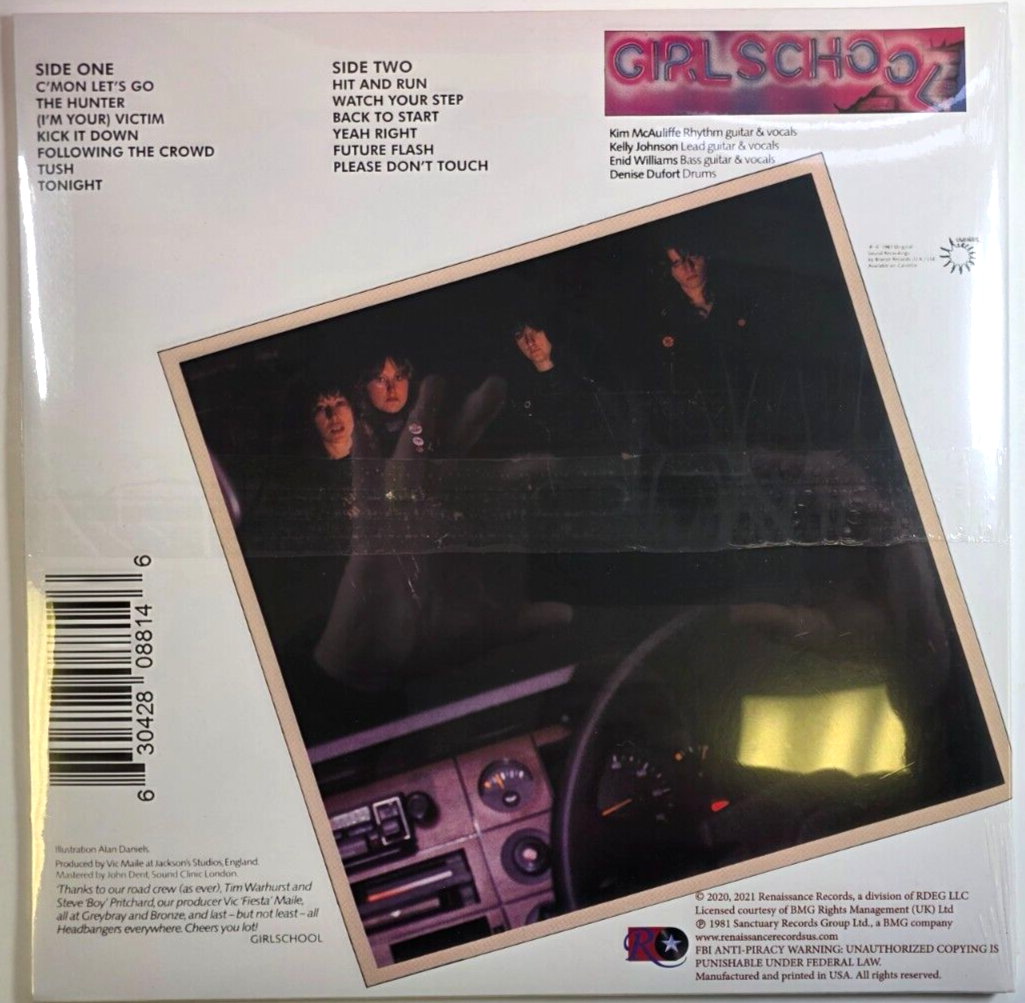 SIDE ONE
C'MON LET'S GO
THE HUNTER
(I'M YOUR) VICTIM
KICK IT DOWN
FOLLOWING THE CROWD
TUSH
TONIGHT
SIDE TWO
HIT AND RUN
WATCH YOUR STEP
BACK TO START
YEAH RIGHT
FUTURE FLASH
PLEASE DON'T TOUCH
GIRLSCHOOL
Kim McAuliffe Rhythm guitar & vocals
Kelly Johnson Lead guitar & vocals
Enid Williams Bass guitar & vocals
Denise Dufort Drums
Sound Recordings
Available on Cassette
6 30428 08814 6
Illustration Alan Daniels.
Produced by Vic Maile at Jackson's Studios, England.
Mastered by John Dent, Sound Clinic London.
'Thanks to our road crew (as ever), Tim Warhurst and
Steve 'Boy' Pritchard, our producer Vic 'Fiesta' Maile,
all at Greybray and Bronze, and last – but not least – all
Headbangers everywhere. Cheers you lot!
GIRLSCHOOL
R
© 2020, 2021 Renaissance Records, a division of RDEG LLC
Licensed courtesy of BMG Rights Management (UK) Ltd
℗ 1981 Sanctuary Records Group Ltd., a BMG company
www.renaissancerecordsus.com
FBI ANTI-PIRACY WARNING: UNAUTHORIZED COPYING IS
PUNISHABLE UNDER FEDERAL LAW.
Manufactured and printed in USA. All rights reserved.